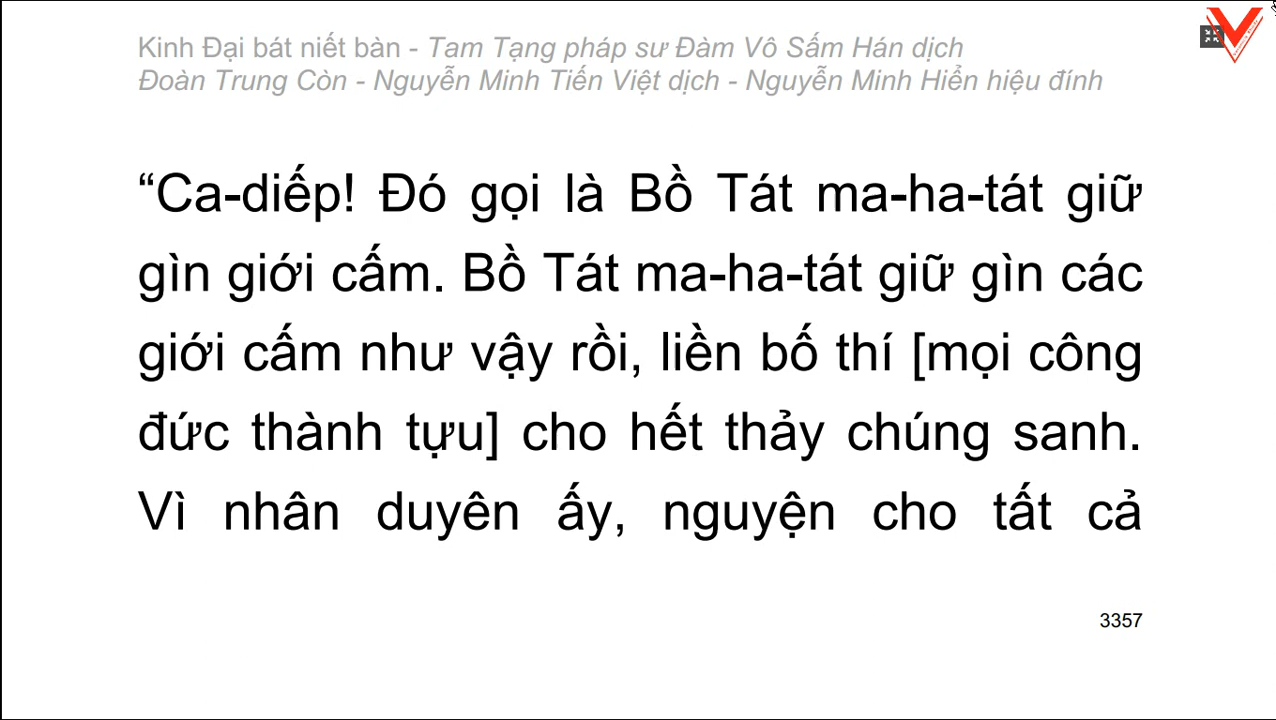 Kinh Đại bát niết bàn - Tam Tạng pháp sư Đàm Vô Sấm Hán dịch
Đoàn Trung Còn - Nguyễn Minh Tiến Việt dịch - Nguyễn Minh Hiển hiệu đính
“Ca-diếp! Đó gọi là Bồ Tát ma-ha-tát giữ
gìn giới cấm. Bồ Tát ma-ha-tát giữ gìn các
giới cấm như vậy rồi, liền bố thí [mọi công
đức thành tựu] cho hết thảy chúng sanh.
Vì nhân duyên ấy, nguyện cho tất cả
3357